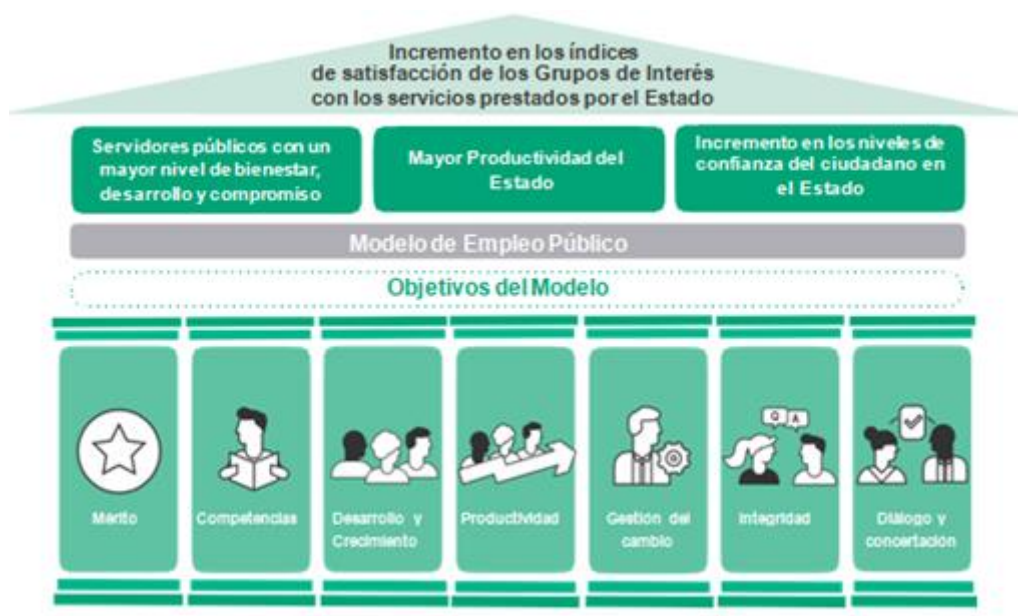 Incremento en los índices
de satisfacción de los Grupos de Interés
con los servicios prestados por el Estado
Servidores públicos con un
mayor nivel de bienestar,
desarrollo y compromiso
Mayor Productividad del
Estado
Incremento en los niveles de
confianza del ciudadano en
el Estado
Modelo de Empleo Público
Objetivos del Modelo
Q A
Mérito
Competencias
Desarrollo y
Crecimiento
Productividad
Gestión del
cambio
Integridad
Diálogo y
concertación